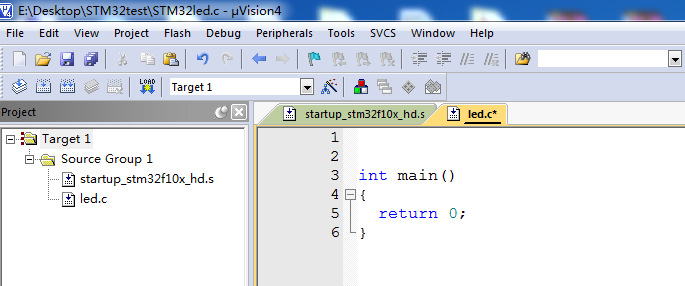 E:\Desktop\STM32test\STM32led.c - µVision4
File Edit View Project Flash Debug Peripherals Tools SVCS Window Help
LOAD Target 1
Project
startup_stm32f10x_hd.s led.c*
Target 1
Source Group 1
startup_stm32f10x_hd.s
led.c
1
2
3 int main()
4 {
5 return 0;
6 }